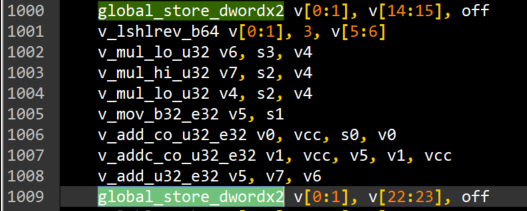 1000 global_store_dwordx2 v[0:1], v[14:15], off
1001 v_lshlrev_b64 v[0:1], 3, v[5:6]
1002 v_mul_lo_u32 v6, s3, v4
1003 v_mul_hi_u32 v7, s2, v4
1004 v_mul_lo_u32 v4, s2, v4
1005 v_mov_b32_e32 v5, s1
1006 v_add_co_u32_e32 v0, vcc, s0, v0
1007 v_addc_co_u32_e32 v1, vcc, v5, v1, vcc
1008 v_add_u32_e32 v5, v7, v6
1009 global_store_dwordx2 v[0:1], v[22:23], off